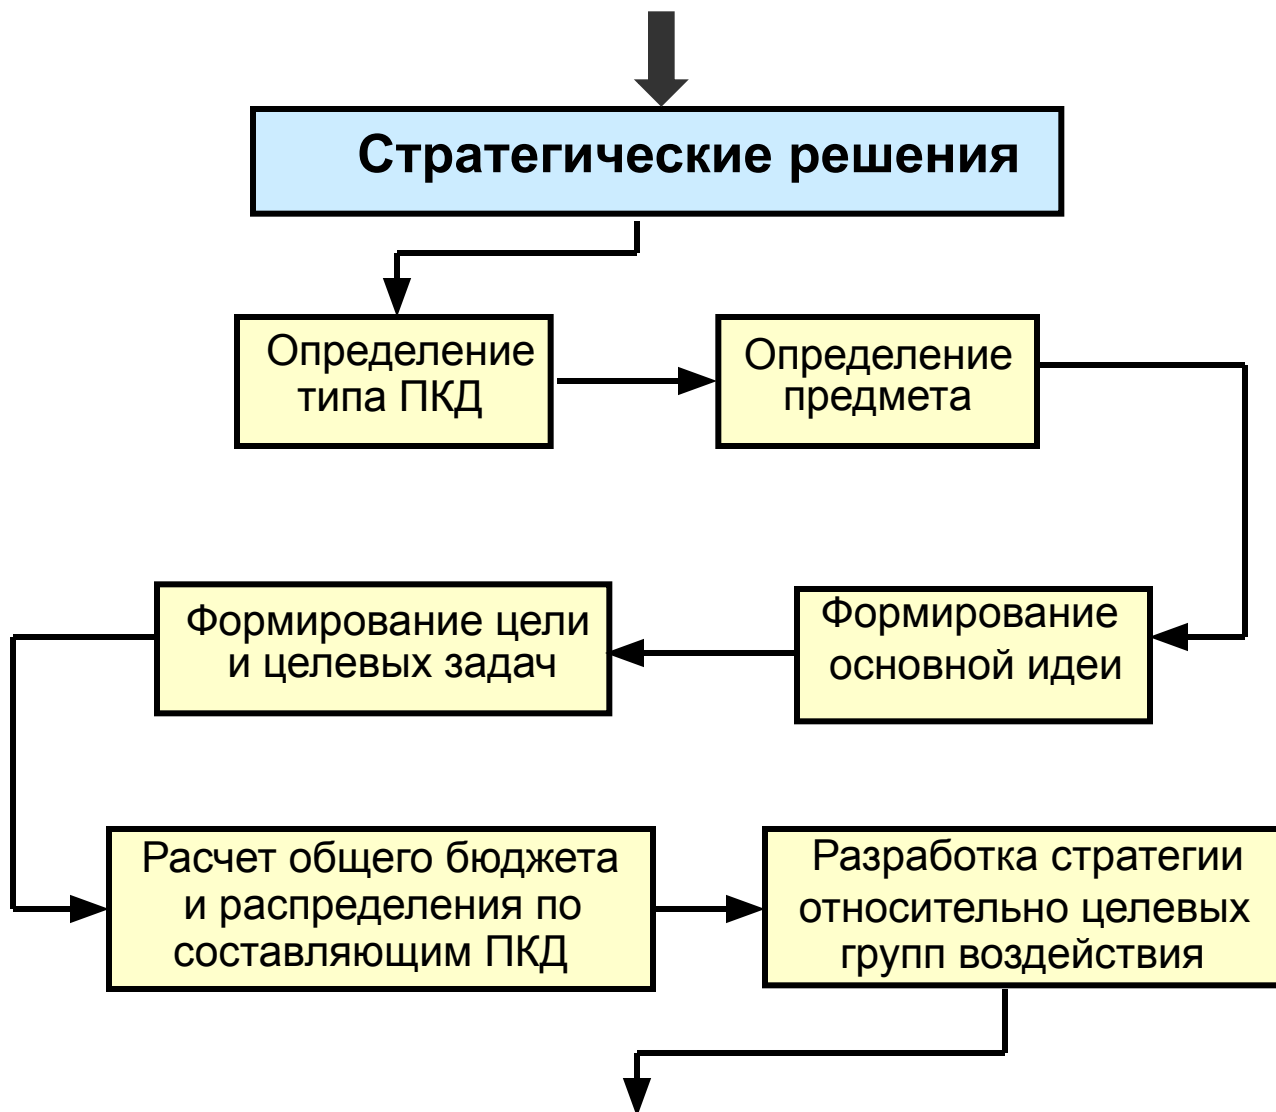 Стратегические решения
Определение
типа ПКД
Определение
предмета
Формирование
основной идеи
Формирование цели
и целевых задач
Расчет общего бюджета
и распределения по
составляющим ПКД
Разработка стратегии
относительно целевых
групп воздействия